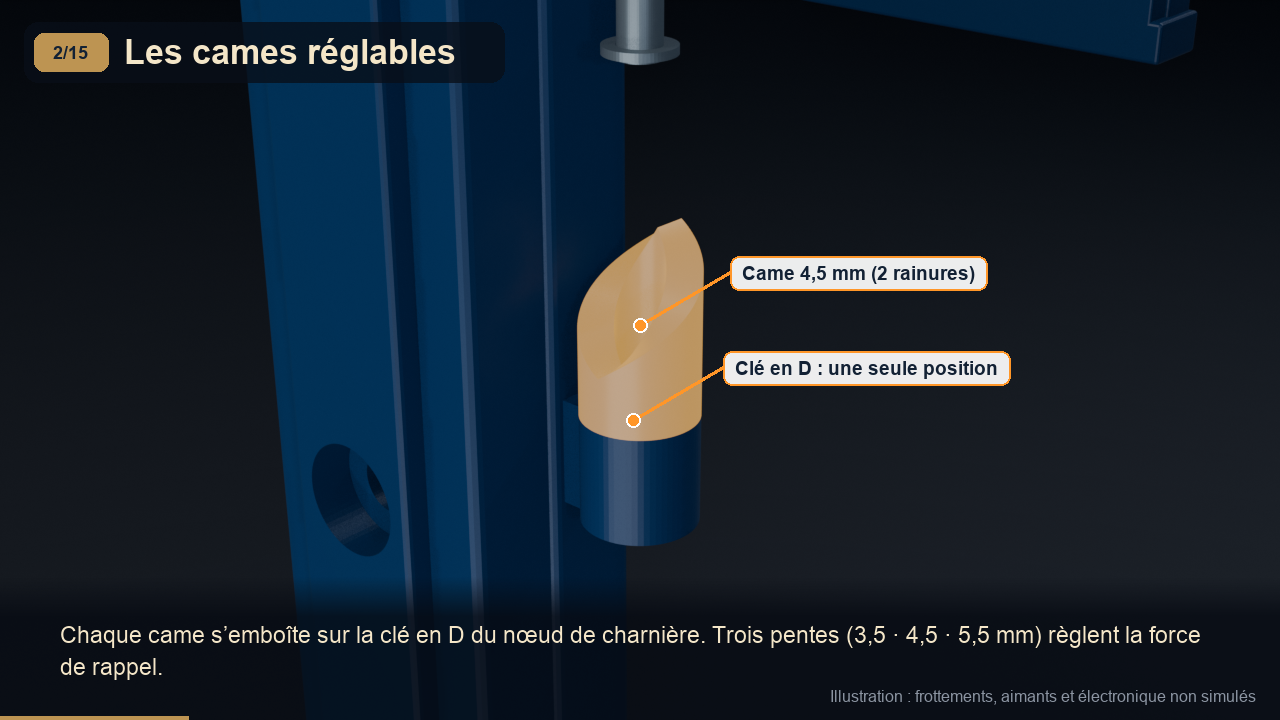 2/15 Les cames réglables
Came 4,5 mm (2 rainures)
Clé en D : une seule position
Chaque came s’emboîte sur la clé en D du nœud de charnière. Trois pentes (3,5 · 4,5 · 5,5 mm) règlent la force
de rappel.
Illustration : frottements, aimants et électronique non simulés